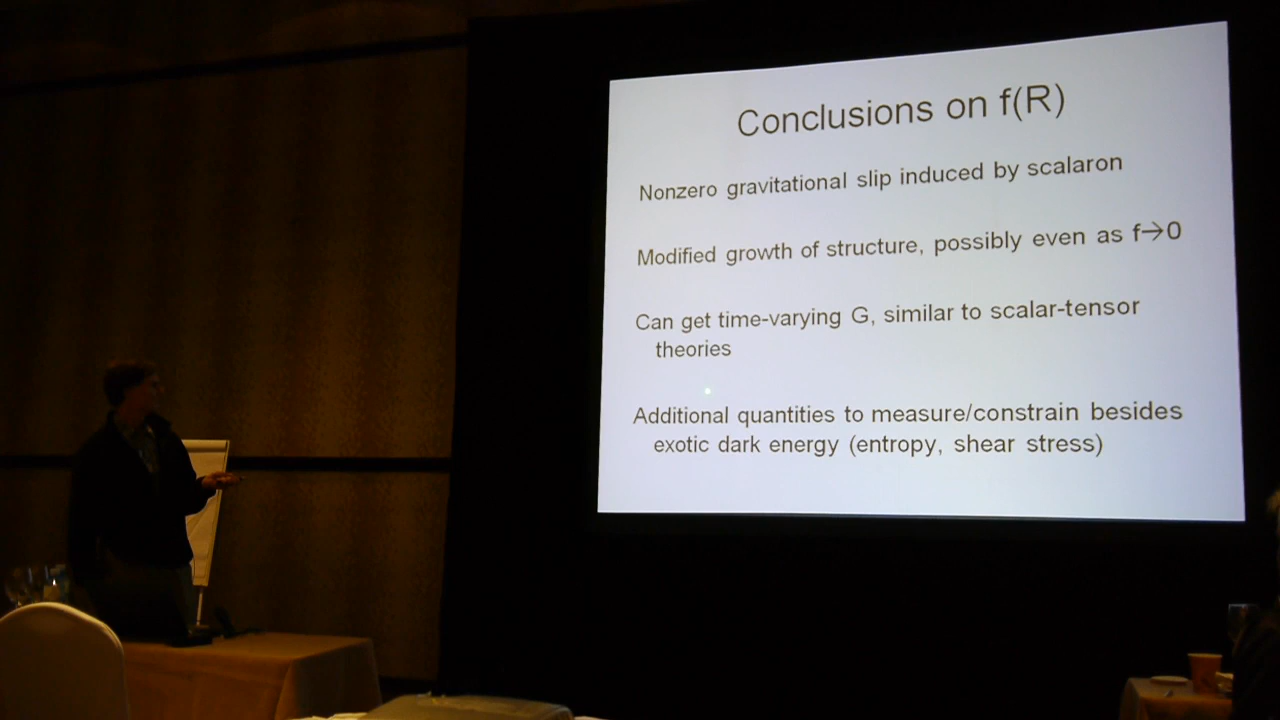 Conclusions on f(R)
Nonzero gravitational slip induced by scalaron
Modified growth of structure, possibly even as f→0
Can get time-varying G, similar to scalar-tensor
theories
Additional quantities to measure/constrain besides
exotic dark energy (entropy, shear stress)